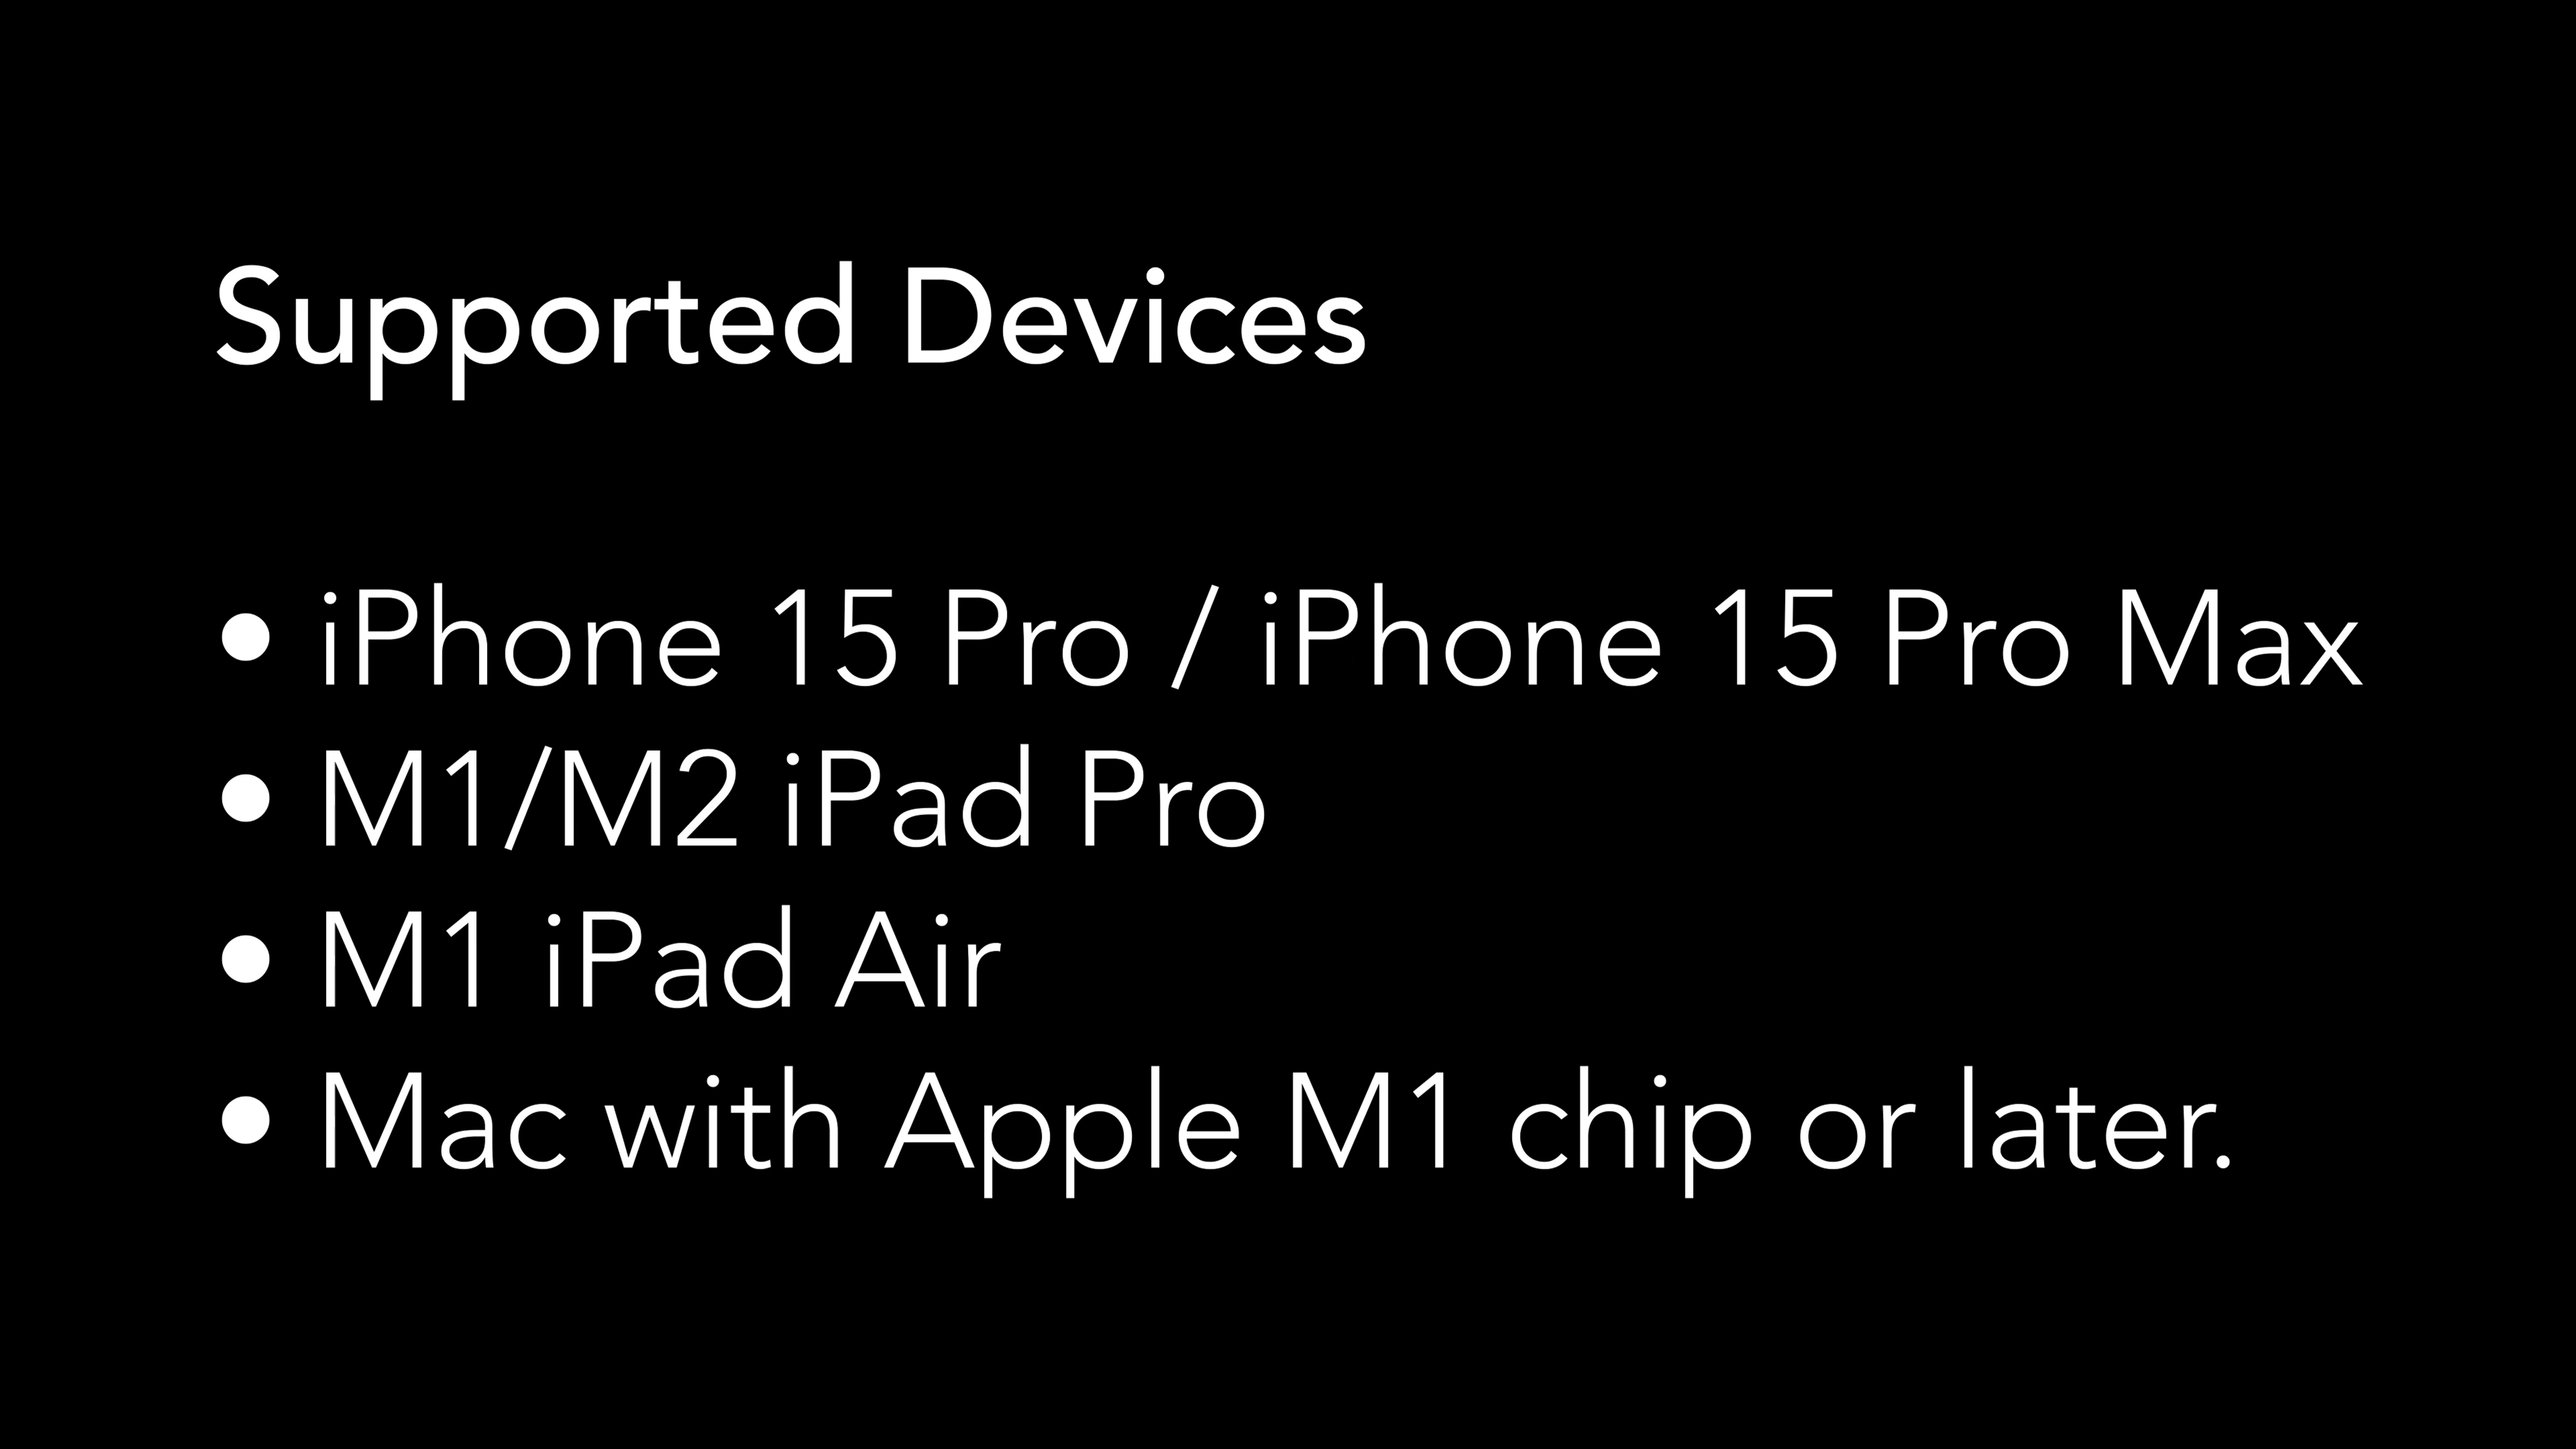 Supported Devices
• iPhone 15 Pro / iPhone 15 Pro Max
• M1/M2 iPad Pro
• M1 iPad Air
• Mac with Apple M1 chip or later.